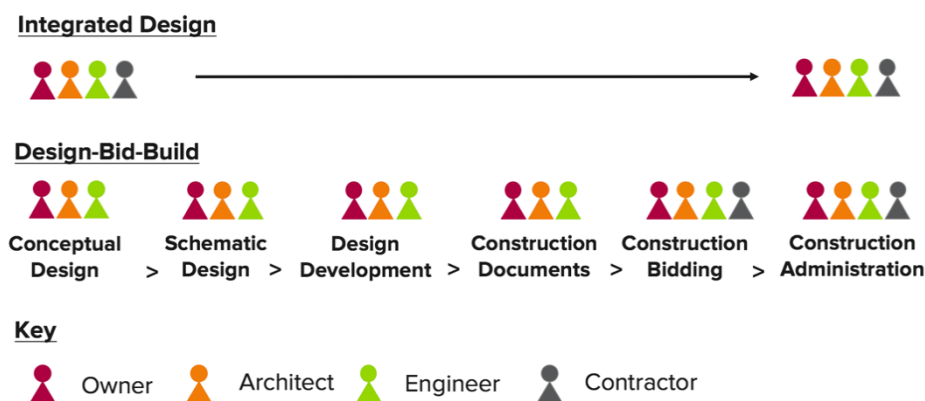 Integrated Design
Design-Bid-Build
Conceptual Schematic Design Construction Construction Construction
Design > Design > Development > Documents > Bidding > Administration
Key
Owner Architect Engineer Contractor